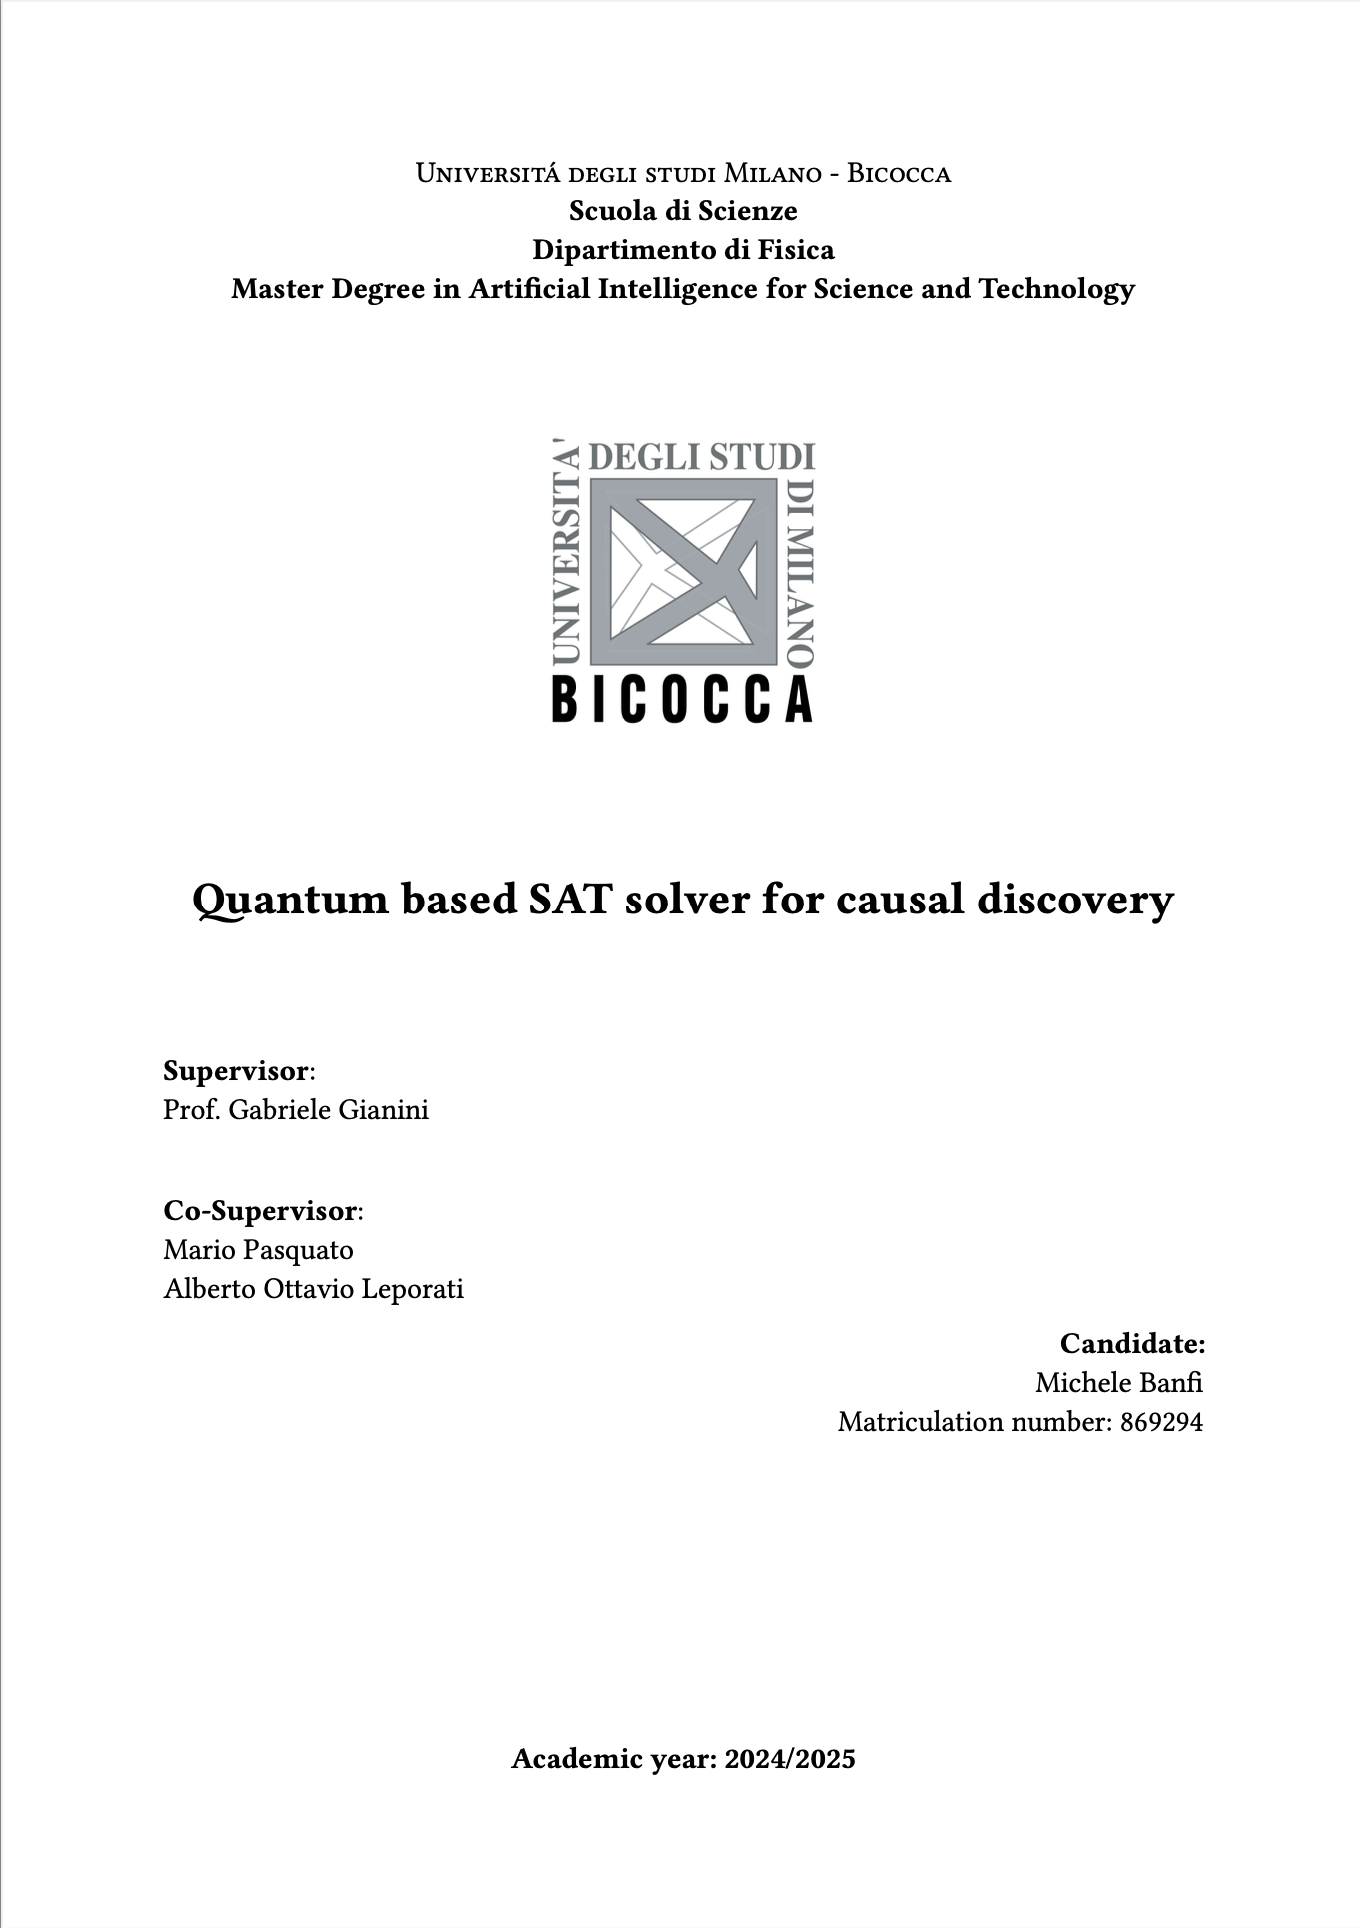 Universitá degli studi Milano - Bicocca
Scuola di Scienze
Dipartimento di Fisica
Master Degree in Artificial Intelligence for Science and Technology
UNIVERSITA'
DEGLI STUDI
DI MILANO
BICOCCA
Quantum based SAT solver for causal discovery
Supervisor:
Prof. Gabriele Gianini
Co-Supervisor:
Mario Pasquato
Alberto Ottavio Leporati
Candidate:
Michele Banfi
Matriculation number: 869294
Academic year: 2024/2025